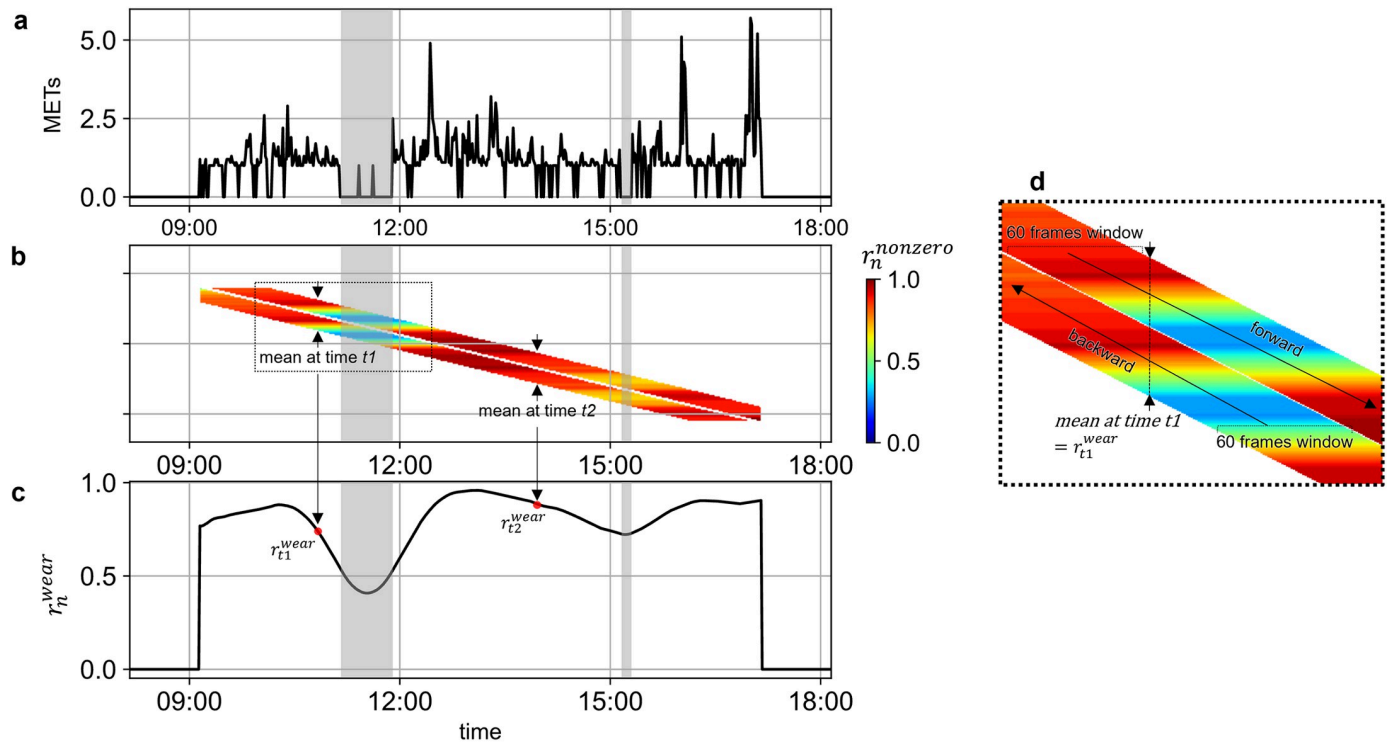 a
5.0
2.5
0.0
METs
09:00 12:00 15:00 18:00
b
mean at time t1
mean at time t2
09:00 12:00 15:00 18:00
r_n^nonzero
1.0
0.5
0.0
c
1.0
0.5
0.0
r_n^wear
r_t1^wear
r_t2^wear
09:00 12:00 15:00 18:00
time
d
60 frames window
forward
backward
mean at time t1
= r_t1^wear
60 frames window